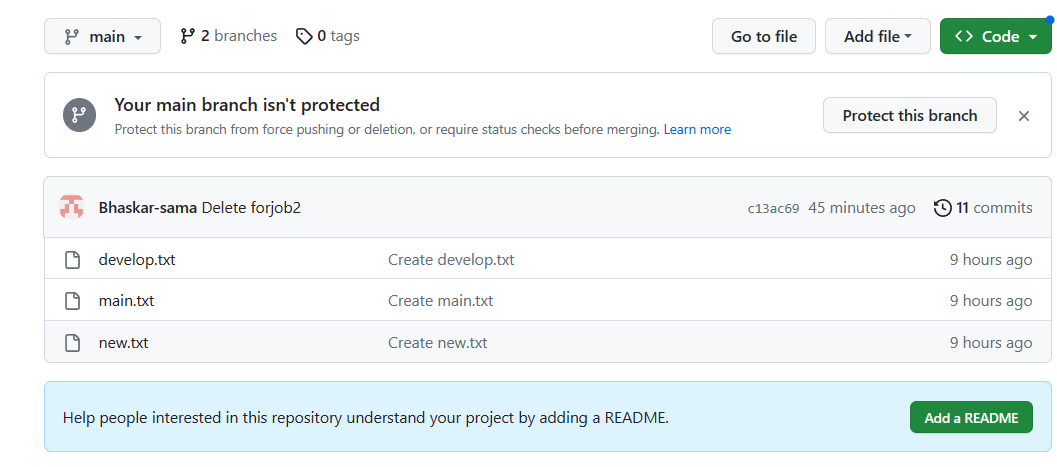 main 2 branches 0 tags Go to file Add file Code
Your main branch isn't protected
Protect this branch from force pushing or deletion, or require status checks before merging. Learn more
Protect this branch
Bhaskar-sama Delete forjob2 c13ac69 45 minutes ago 11 commits
develop.txt Create develop.txt 9 hours ago
main.txt Create main.txt 9 hours ago
new.txt Create new.txt 9 hours ago
Help people interested in this repository understand your project by adding a README. Add a README